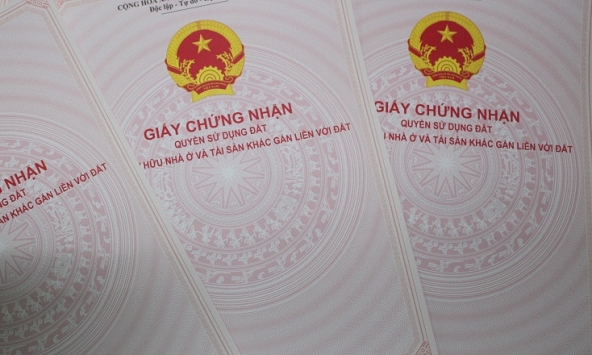 CỘNG HÒA
Độc lập - Tự do -
GIẤY CHỨNG NHẬN
QUYỀN SỬ DỤNG ĐẤT
HỮU NHÀ Ở VÀ TÀI SẢN KHÁC GẮN LIỀN VỚI ĐẤT
GIẤY CHỨNG NHẬN
QUYỀN SỬ DỤNG ĐẤT
NHÀ Ở VÀ TÀI SẢN KHÁC GẮN LIỀN VỚI ĐẤT
NHẬN
ĐẤT
SẢN KHÁC GẮN LIỀN VỚI ĐẤT